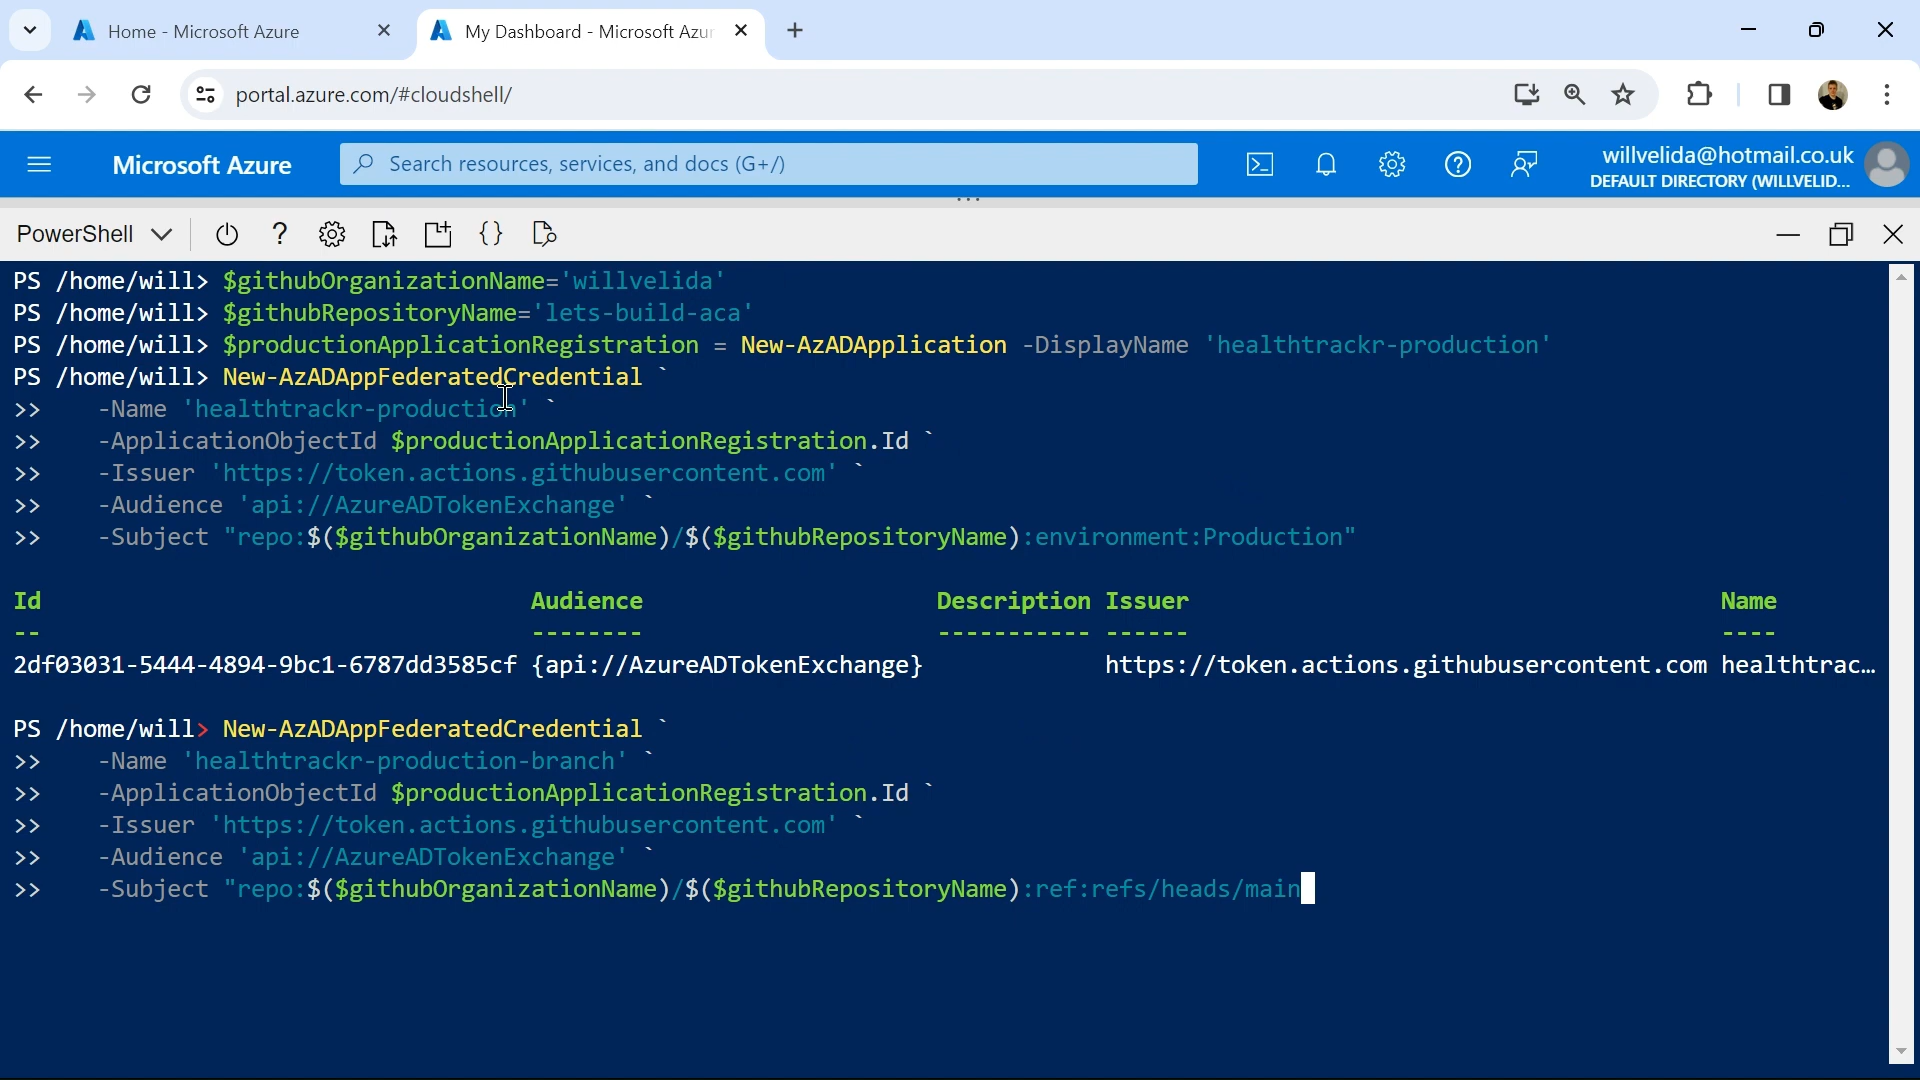 Home - Microsoft Azure
My Dashboard - Microsoft Azur
portal.azure.com/#cloudshell/
Microsoft Azure
Search resources, services, and docs (G+/)
willvelida@hotmail.co.uk
DEFAULT DIRECTORY (WILLVELID...
PowerShell
PS /home/will> $githubOrganizationName='willvelida'
PS /home/will> $githubRepositoryName='lets-build-aca'
PS /home/will> $productionApplicationRegistration = New-AzADApplication -DisplayName 'healthtrackr-production'
PS /home/will> New-AzADAppFederatedCredential `
>>    -Name 'healthtrackr-production' `
>>    -ApplicationObjectId $productionApplicationRegistration.Id `
>>    -Issuer 'https://token.actions.githubusercontent.com' `
>>    -Audience 'api://AzureADTokenExchange' `
>>    -Subject "repo:$($githubOrganizationName)/$($githubRepositoryName):environment:Production"
Id Audience Description Issuer Name
-- -------- ----------- ------ ----
2df03031-5444-4894-9bc1-6787dd3585cf {api://AzureADTokenExchange} https://token.actions.githubusercontent.com healthtrac…
PS /home/will> New-AzADAppFederatedCredential `
>>    -Name 'healthtrackr-production-branch' `
>>    -ApplicationObjectId $productionApplicationRegistration.Id `
>>    -Issuer 'https://token.actions.githubusercontent.com' `
>>    -Audience 'api://AzureADTokenExchange' `
>>    -Subject "repo:$($githubOrganizationName)/$($githubRepositoryName):ref:refs/heads/main